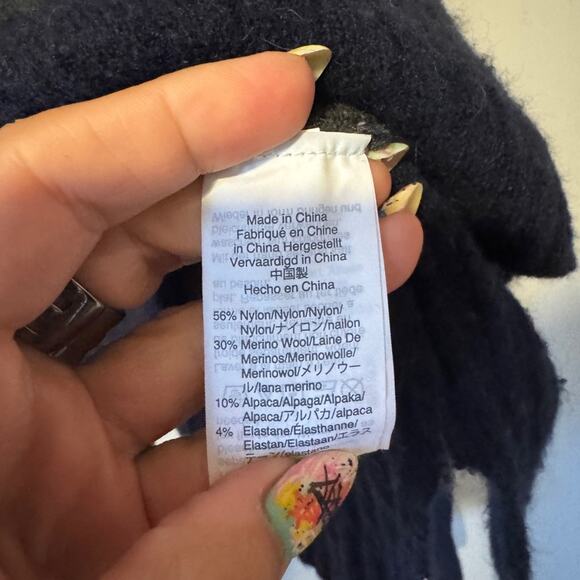 Made in China
Fabriqué en Chine
in China Hergestellt
Vervaardigd in China
中国製
Hecho en China
56% Nylon/Nylon/Nylon/
Nylon/ナイロン/nailon
30% Merino Wool/Laine De
Merinos/Merinowolle/
Merinowol/メリノウー
ル/lana merino
10% Alpaca/Alpaga/Alpaka/
Alpaca/アルパカ/alpaca
4% Elastane/Élasthanne/
Elastan/Elastaan/エラス